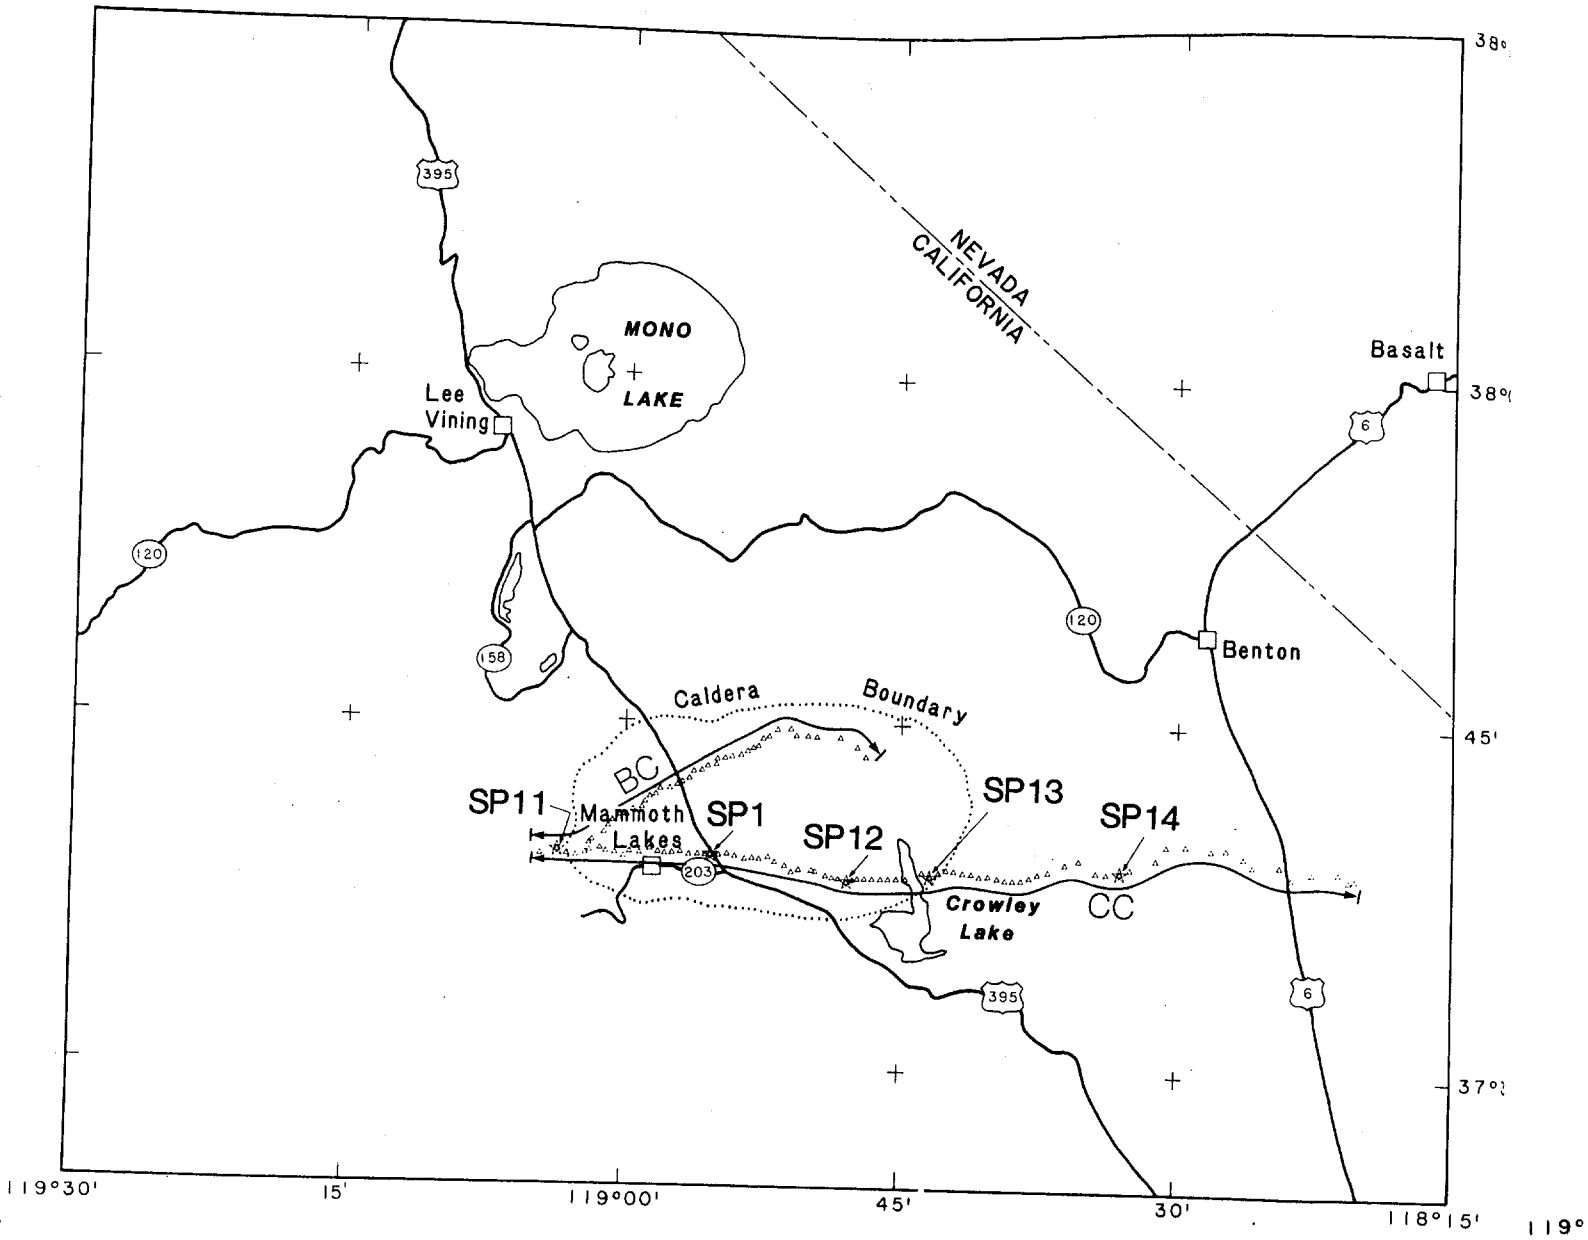 38°
395
NEVADA
CALIFORNIA
MONO
LAKE
Basalt
38°
Lee
Vining
6
120
120
158
Benton
Caldera
Boundary
45'
BC
SP11
SP13
Mammoth
Lakes
SP1
SP14
SP12
203
Crowley
Lake
CC
395
6
37°
119°30'
15'
119°00'
45'
30'
118°15'
119°